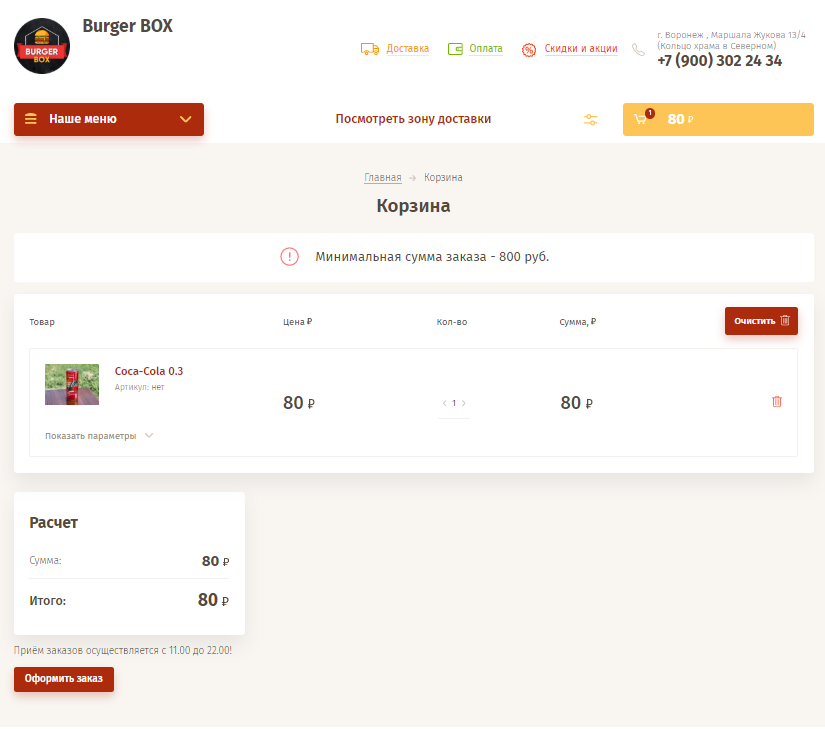 Burger BOX
BURGER
BOX
Доставка
Оплата
Скидки и акции
г. Воронеж , Маршала Жукова 13/4
(Кольцо храма в Северном)
+7 (900) 302 24 34
Наше меню
Посмотреть зону доставки
1
80 ₽
Главная → Корзина
Корзина
Минимальная сумма заказа - 800 руб.
Товар Цена ₽ Кол-во Сумма, ₽ Очистить
Coca-Cola 0.3
Артикул: нет
80 ₽ 1 80 ₽
Показать параметры
Расчет
Сумма: 80 ₽
Итого: 80 ₽
Приём заказов осуществляется с 11.00 до 22.00!
Оформить заказ